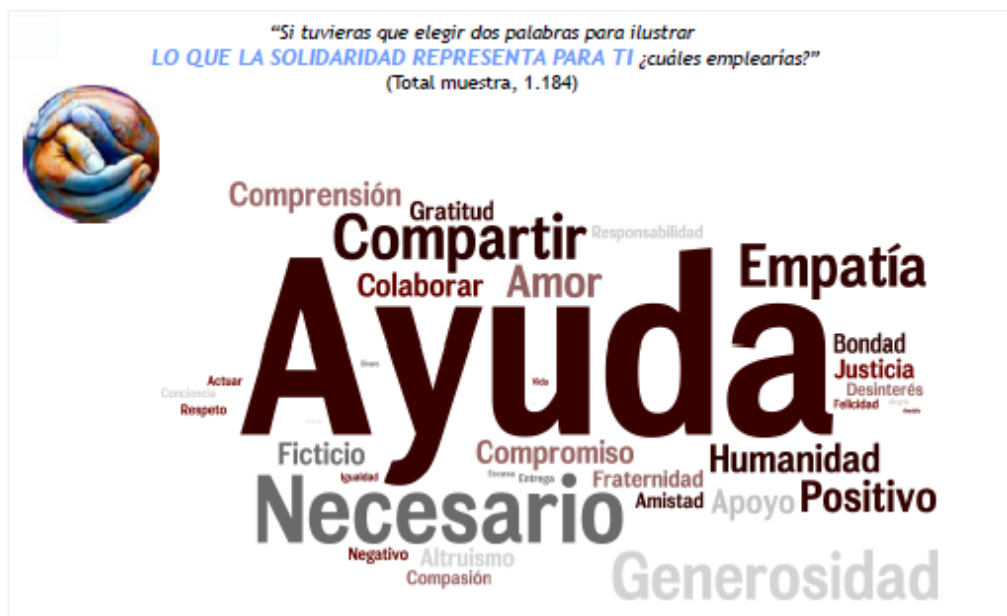 “Si tuvieras que elegir dos palabras para ilustrar
LO QUE LA SOLIDARIDAD REPRESENTA PARA TI ¿cuáles emplearías?”
(Total muestra, 1.184)
Comprensión
Gratitud
Compartir
Responsabilidad
Empatía
Colaborar
Amor
Ayuda
Bondad
Justicia
Desinterés
Felicidad
Vida
Actuar
Conciencia
Respeto
Ficticio
Compromiso
Humanidad
Igualdad
Escaso
Entrega
Fraternidad
Necesario
Amistad
Apoyo
Positivo
Negativo
Altruismo
Generosidad
Compasión